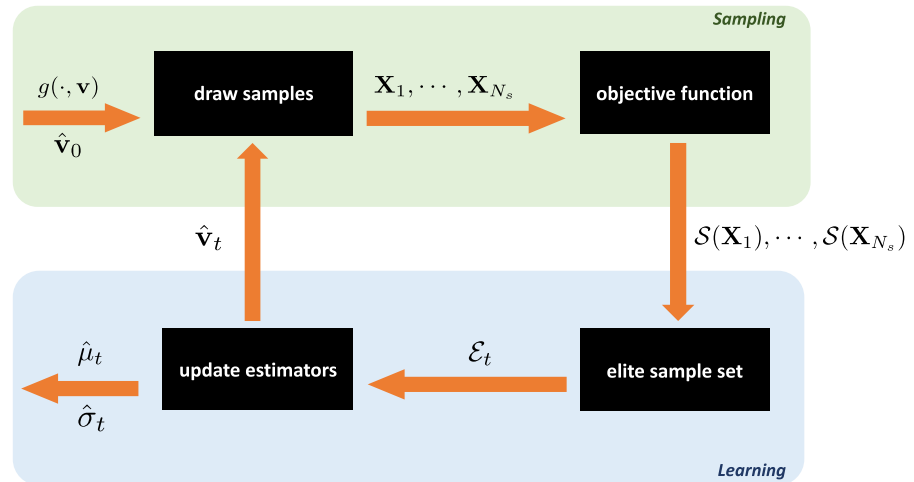 Sampling
g(·, v)
v̂₀
draw samples
X₁, ··· , X_{N_s}
objective function
v̂_t
S(X₁), ··· , S(X_{N_s})
μ̂_t
σ̂_t
update estimators
ℰ_t
elite sample set
Learning